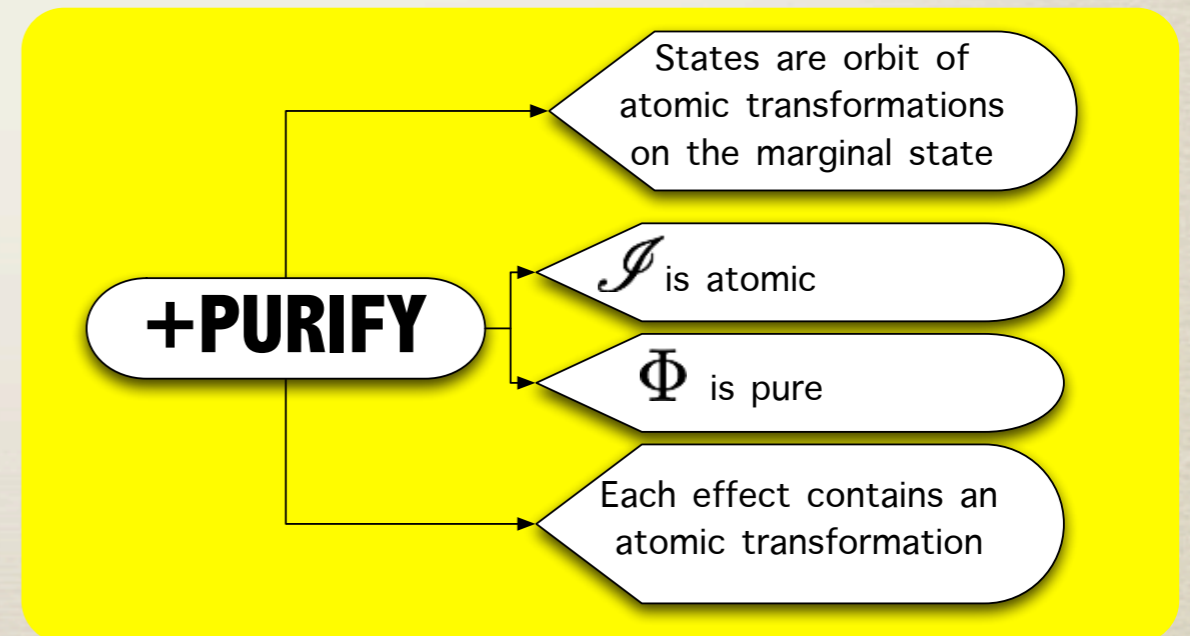 States are orbit of
atomic transformations
on the marginal state
ℐ is atomic
+PURIFY
Φ is pure
Each effect contains an
atomic transformation